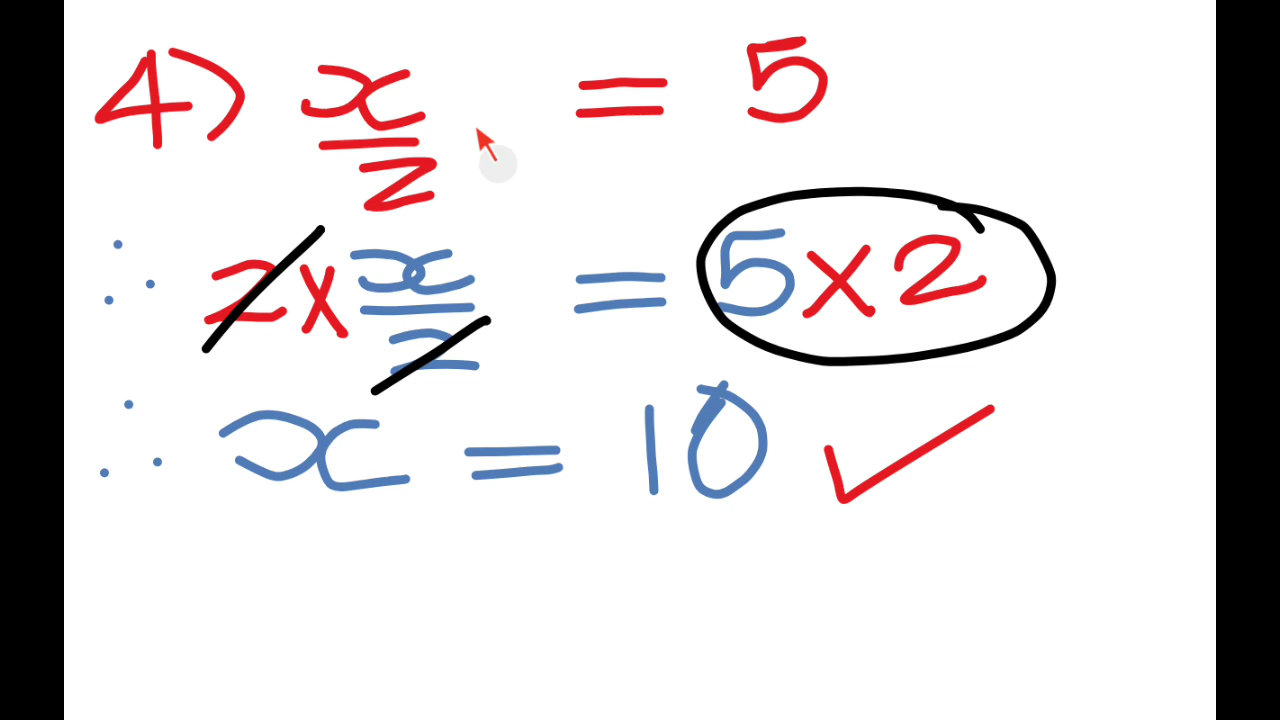 4) x/2 = 5
∴ 2 x x/2 = 5 x 2
∴ x = 10 ✓